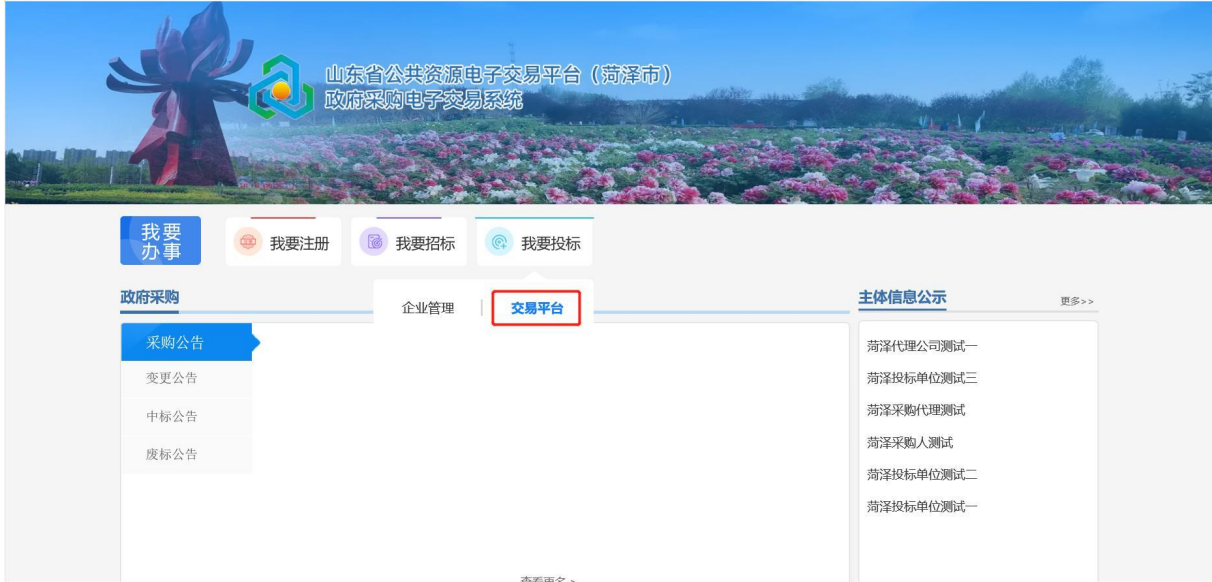 山东省公共资源电子交易平台（菏泽市）
政府采购电子交易系统
我要
办事
我要注册
我要招标
我要投标
企业管理
交易平台
政府采购
采购公告
变更公告
中标公告
废标公告
查看更多 >
主体信息公示
更多>>
菏泽代理公司测试一
菏泽投标单位测试三
菏泽采购代理测试
菏泽采购人测试
菏泽投标单位测试二
菏泽投标单位测试一